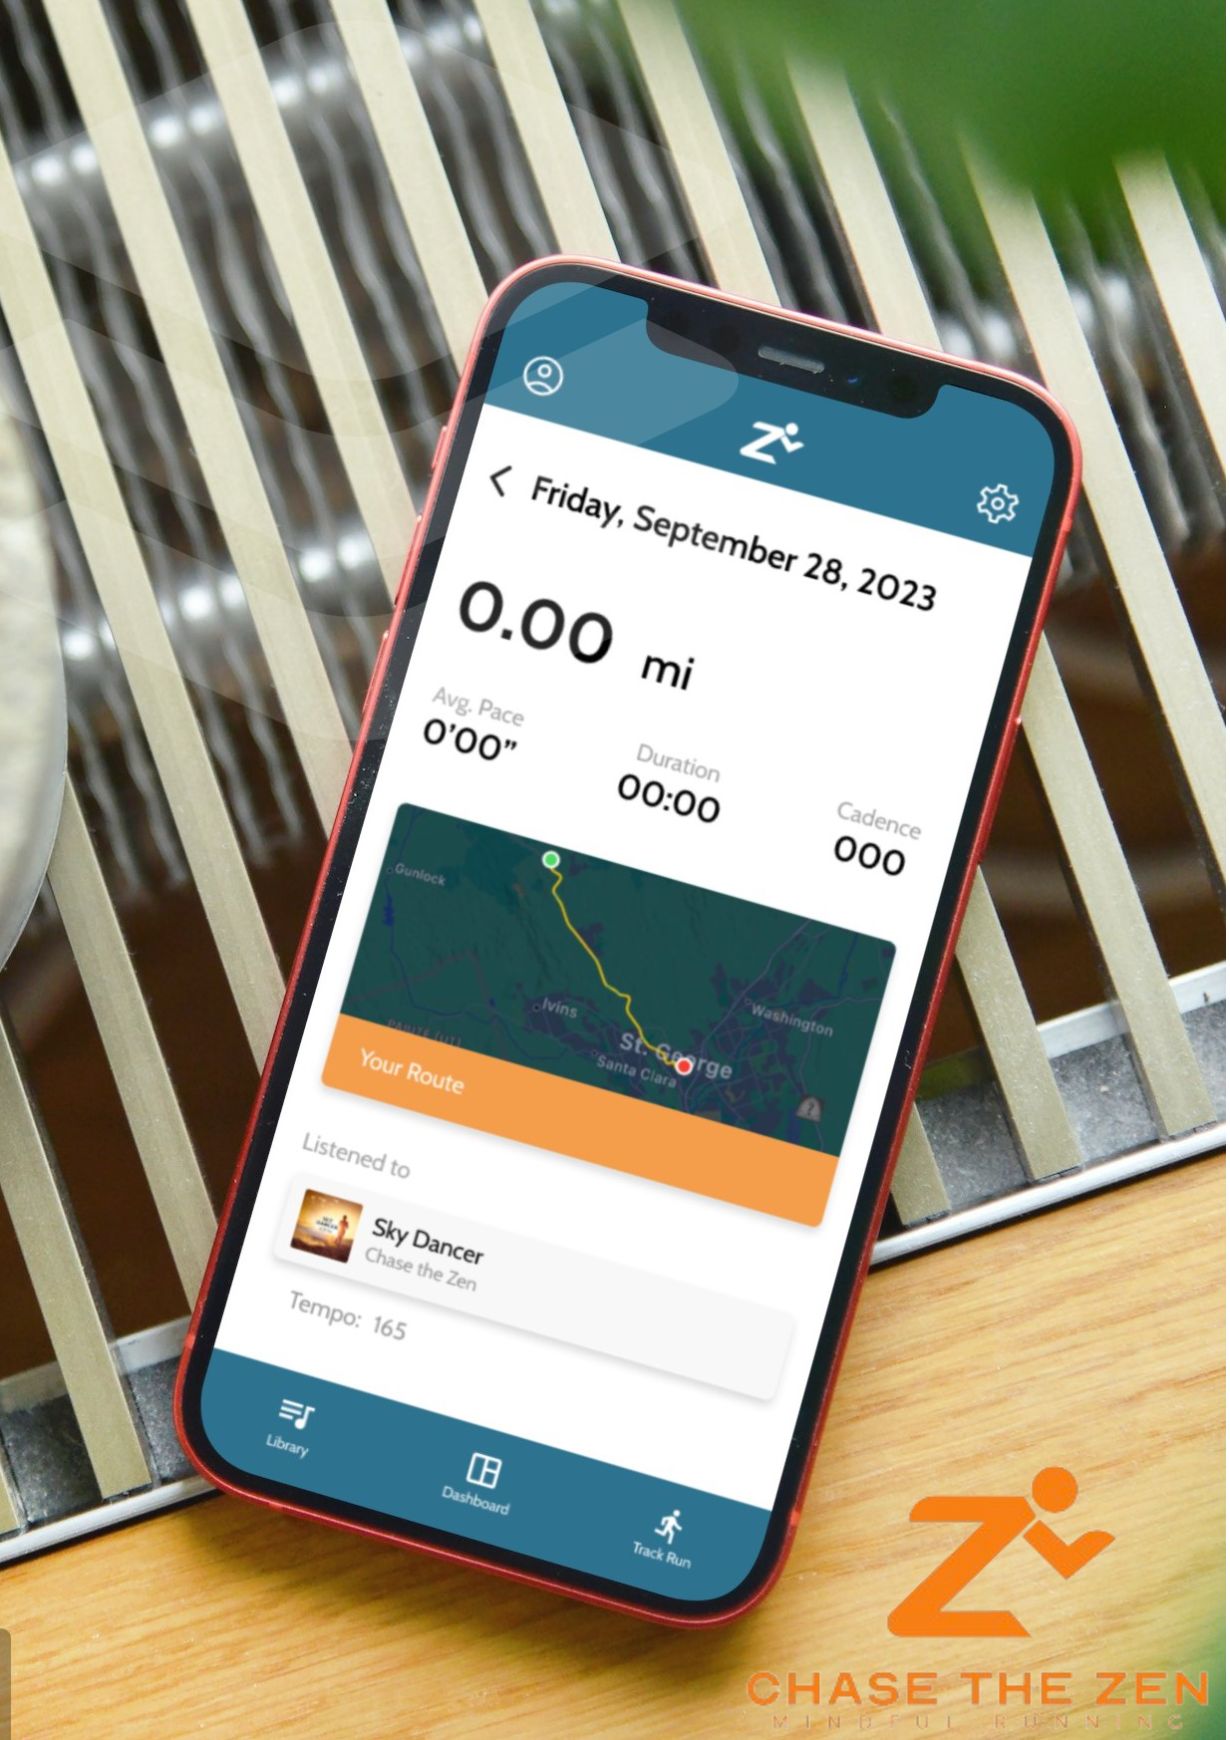 Friday, September 28, 2023
0.00 mi
Avg. Pace
0'00”
Duration
00:00
Cadence
000
Gunlock
Ivins
Washington
St. George
Santa Clara
PAIUTE (UT)
Your Route
Listened to
Sky Dancer
Chase the Zen
Tempo: 165
Library
Dashboard
Track Run
CHASE THE ZEN
MINDFUL RUNNING